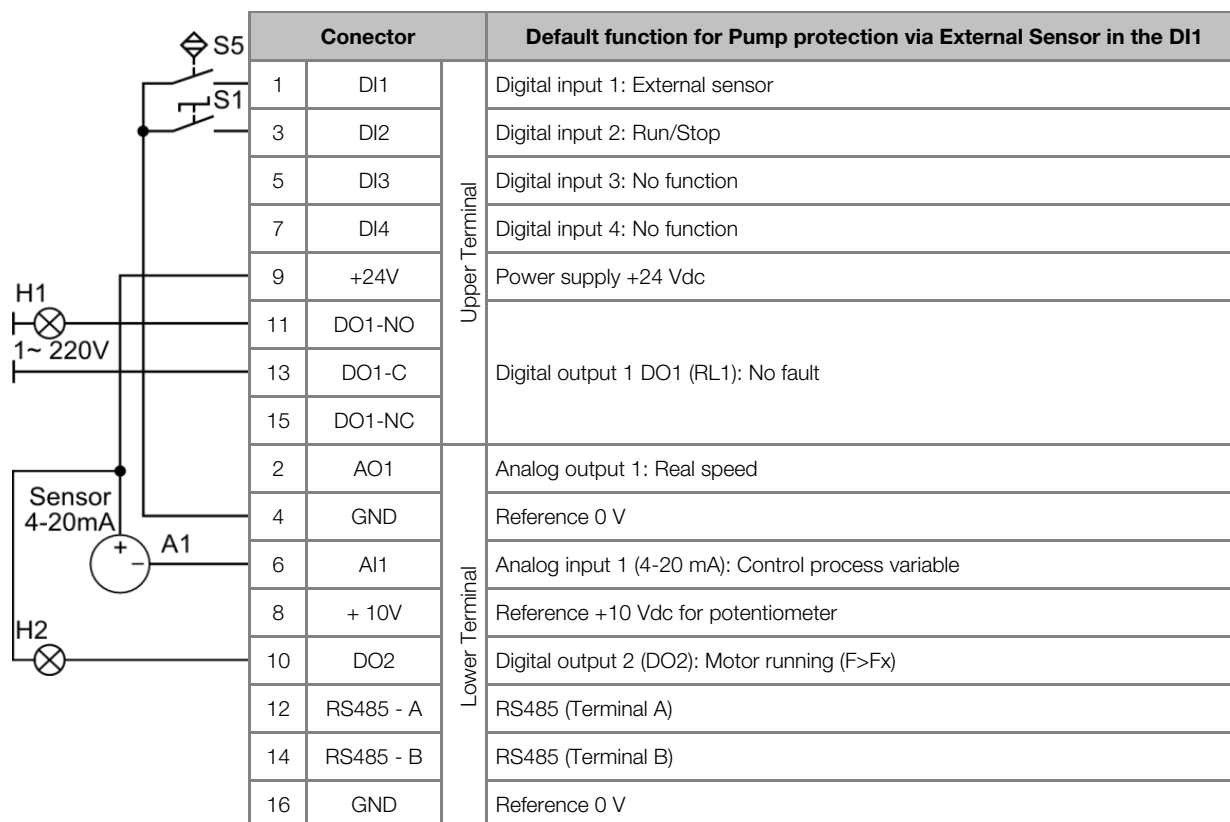 Conector Default function for Pump protection via External Sensor in the DI1
S5
1 DI1 Digital input 1: External sensor
S1
3 DI2 Digital input 2: Run/Stop
5 DI3 Digital input 3: No function
7 DI4 Digital input 4: No function
Upper Terminal
9 +24V Power supply +24 Vdc
H1
11 DO1-NO
1~ 220V
13 DO1-C Digital output 1 DO1 (RL1): No fault
15 DO1-NC
2 AO1 Analog output 1: Real speed
Sensor
4-20mA
4 GND Reference 0 V
+
-
A1
6 AI1 Analog input 1 (4-20 mA): Control process variable
8 + 10V Reference +10 Vdc for potentiometer
Lower Terminal
H2
10 DO2 Digital output 2 (DO2): Motor running (F>Fx)
12 RS485 - A RS485 (Terminal A)
14 RS485 - B RS485 (Terminal B)
16 GND Reference 0 V